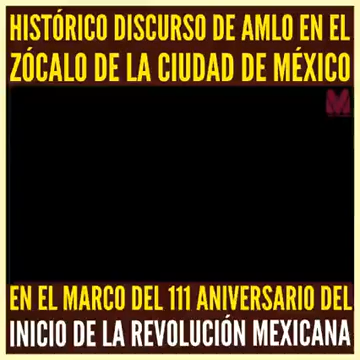 HISTÓRICO DISCURSO DE AMLO EN EL
ZÓCALO DE LA CIUDAD DE MÉXICO
M
EN EL MARCO DEL 111 ANIVERSARIO DEL
INICIO DE LA REVOLUCIÓN MEXICANA